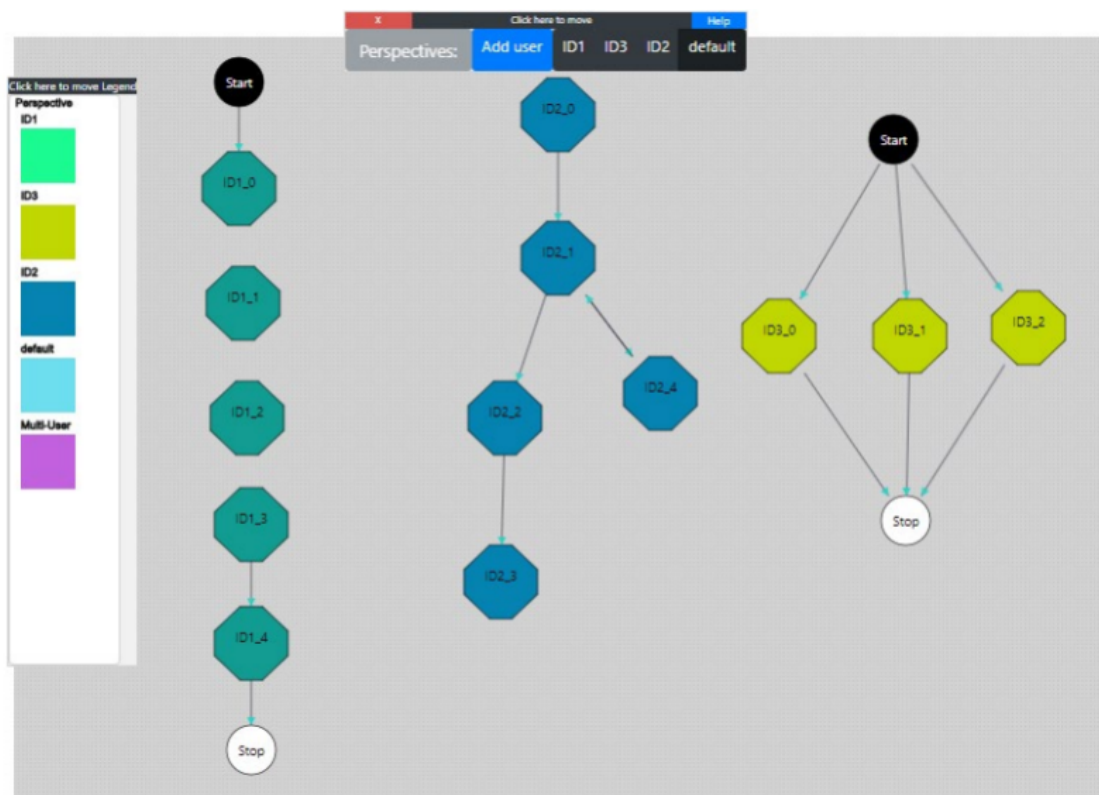 X
Click here to move
Help
Perspectives:
Add user
ID1
ID3
ID2
default
Click here to move Legend
Perspective
ID1
ID3
ID2
default
Multi-User
Start
ID1_0
ID1_1
ID1_2
ID1_3
ID1_4
Stop
ID2_0
ID2_1
ID2_2
ID2_4
ID2_3
Start
ID3_0
ID3_1
ID3_2
Stop